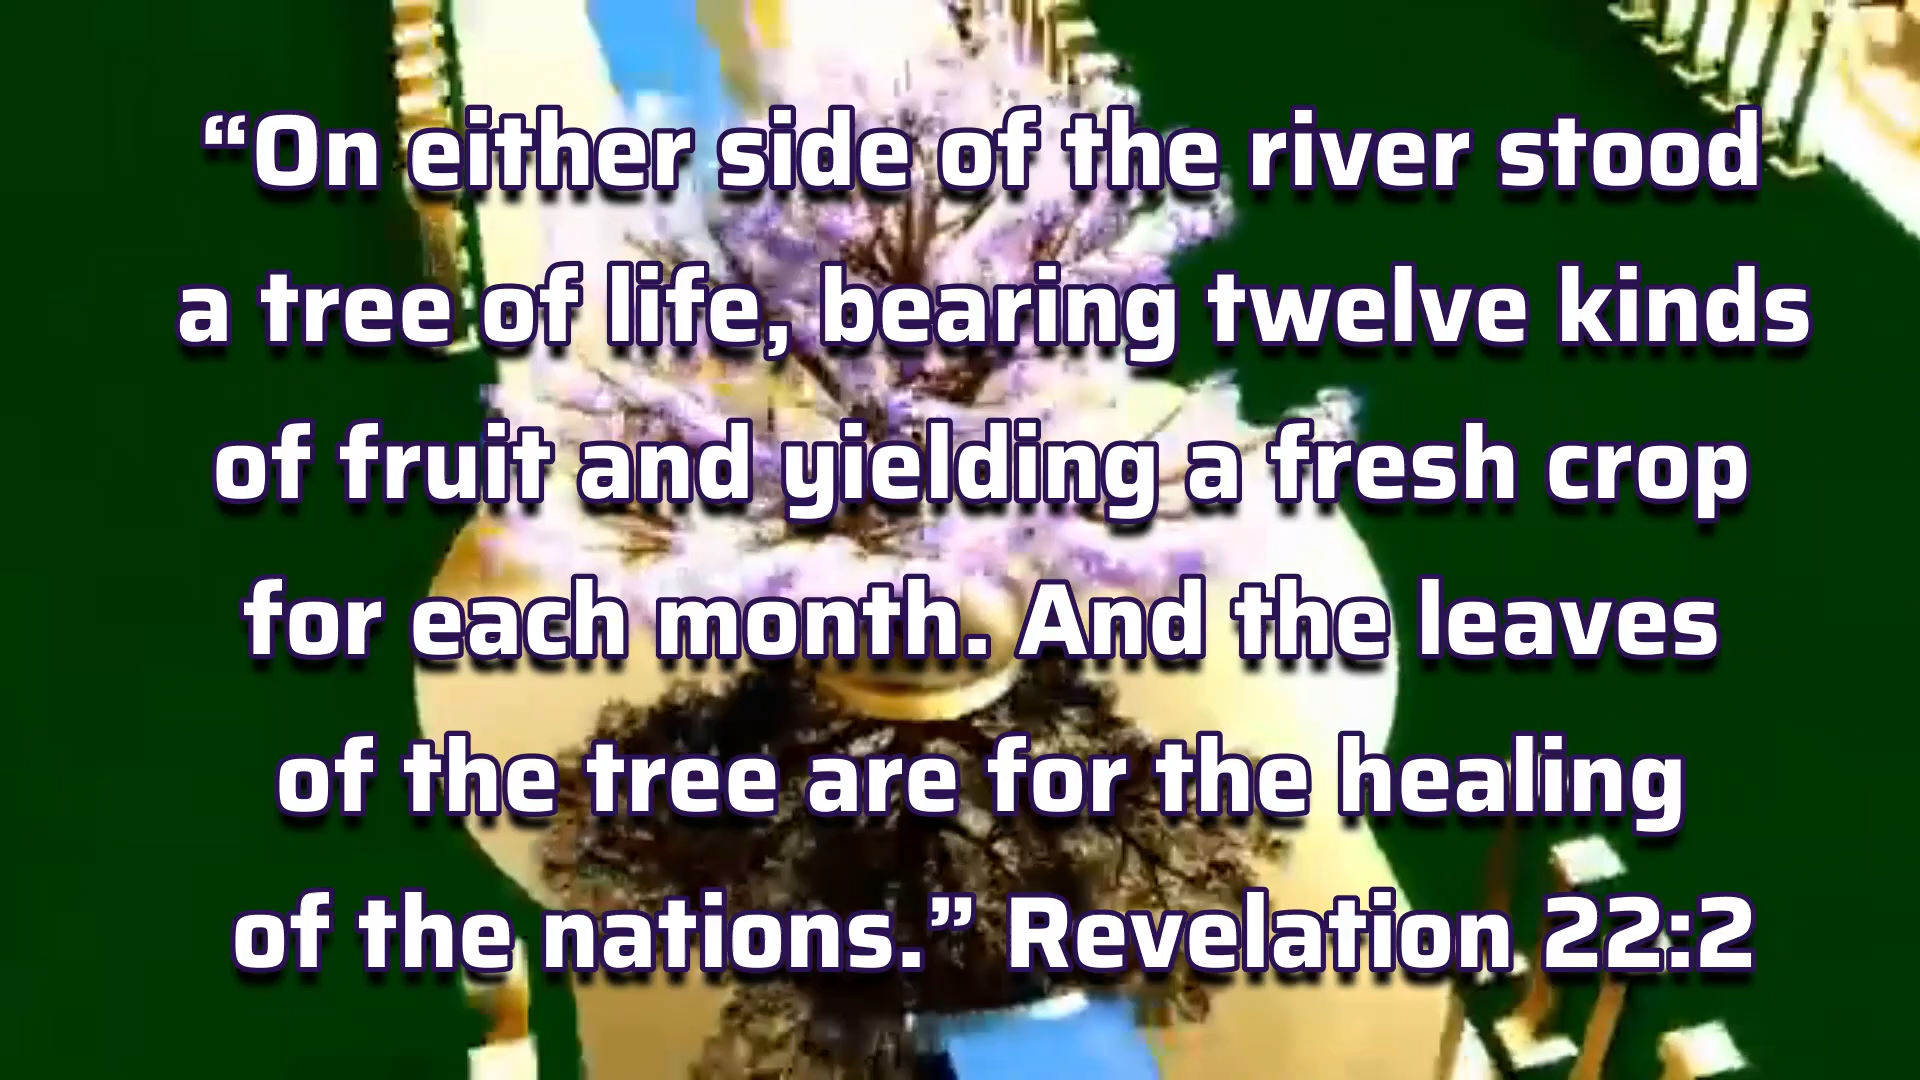 “On either side of the river stood
a tree of life, bearing twelve kinds
of fruit and yielding a fresh crop
for each month. And the leaves
of the tree are for the healing
of the nations.” Revelation 22:2